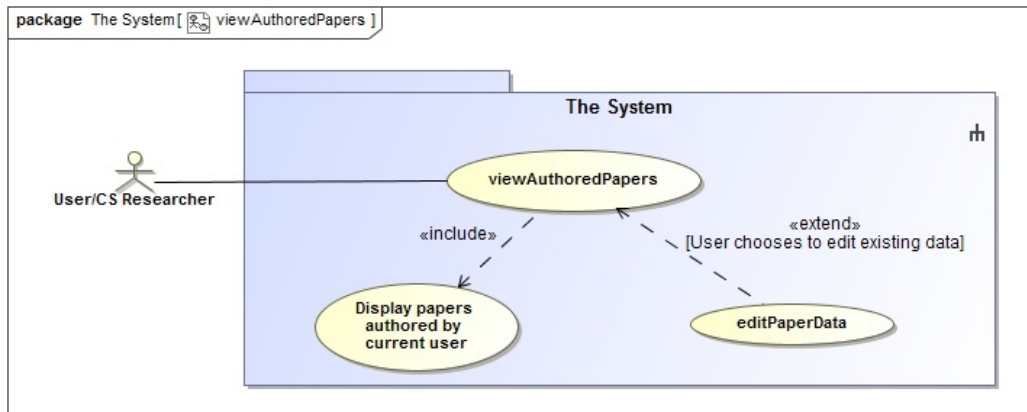 package The System[ viewAuthoredPapers ]
The System
User/CS Researcher
viewAuthoredPapers
«include»
«extend»
[User chooses to edit existing data]
Display papers
authored by
current user
editPaperData